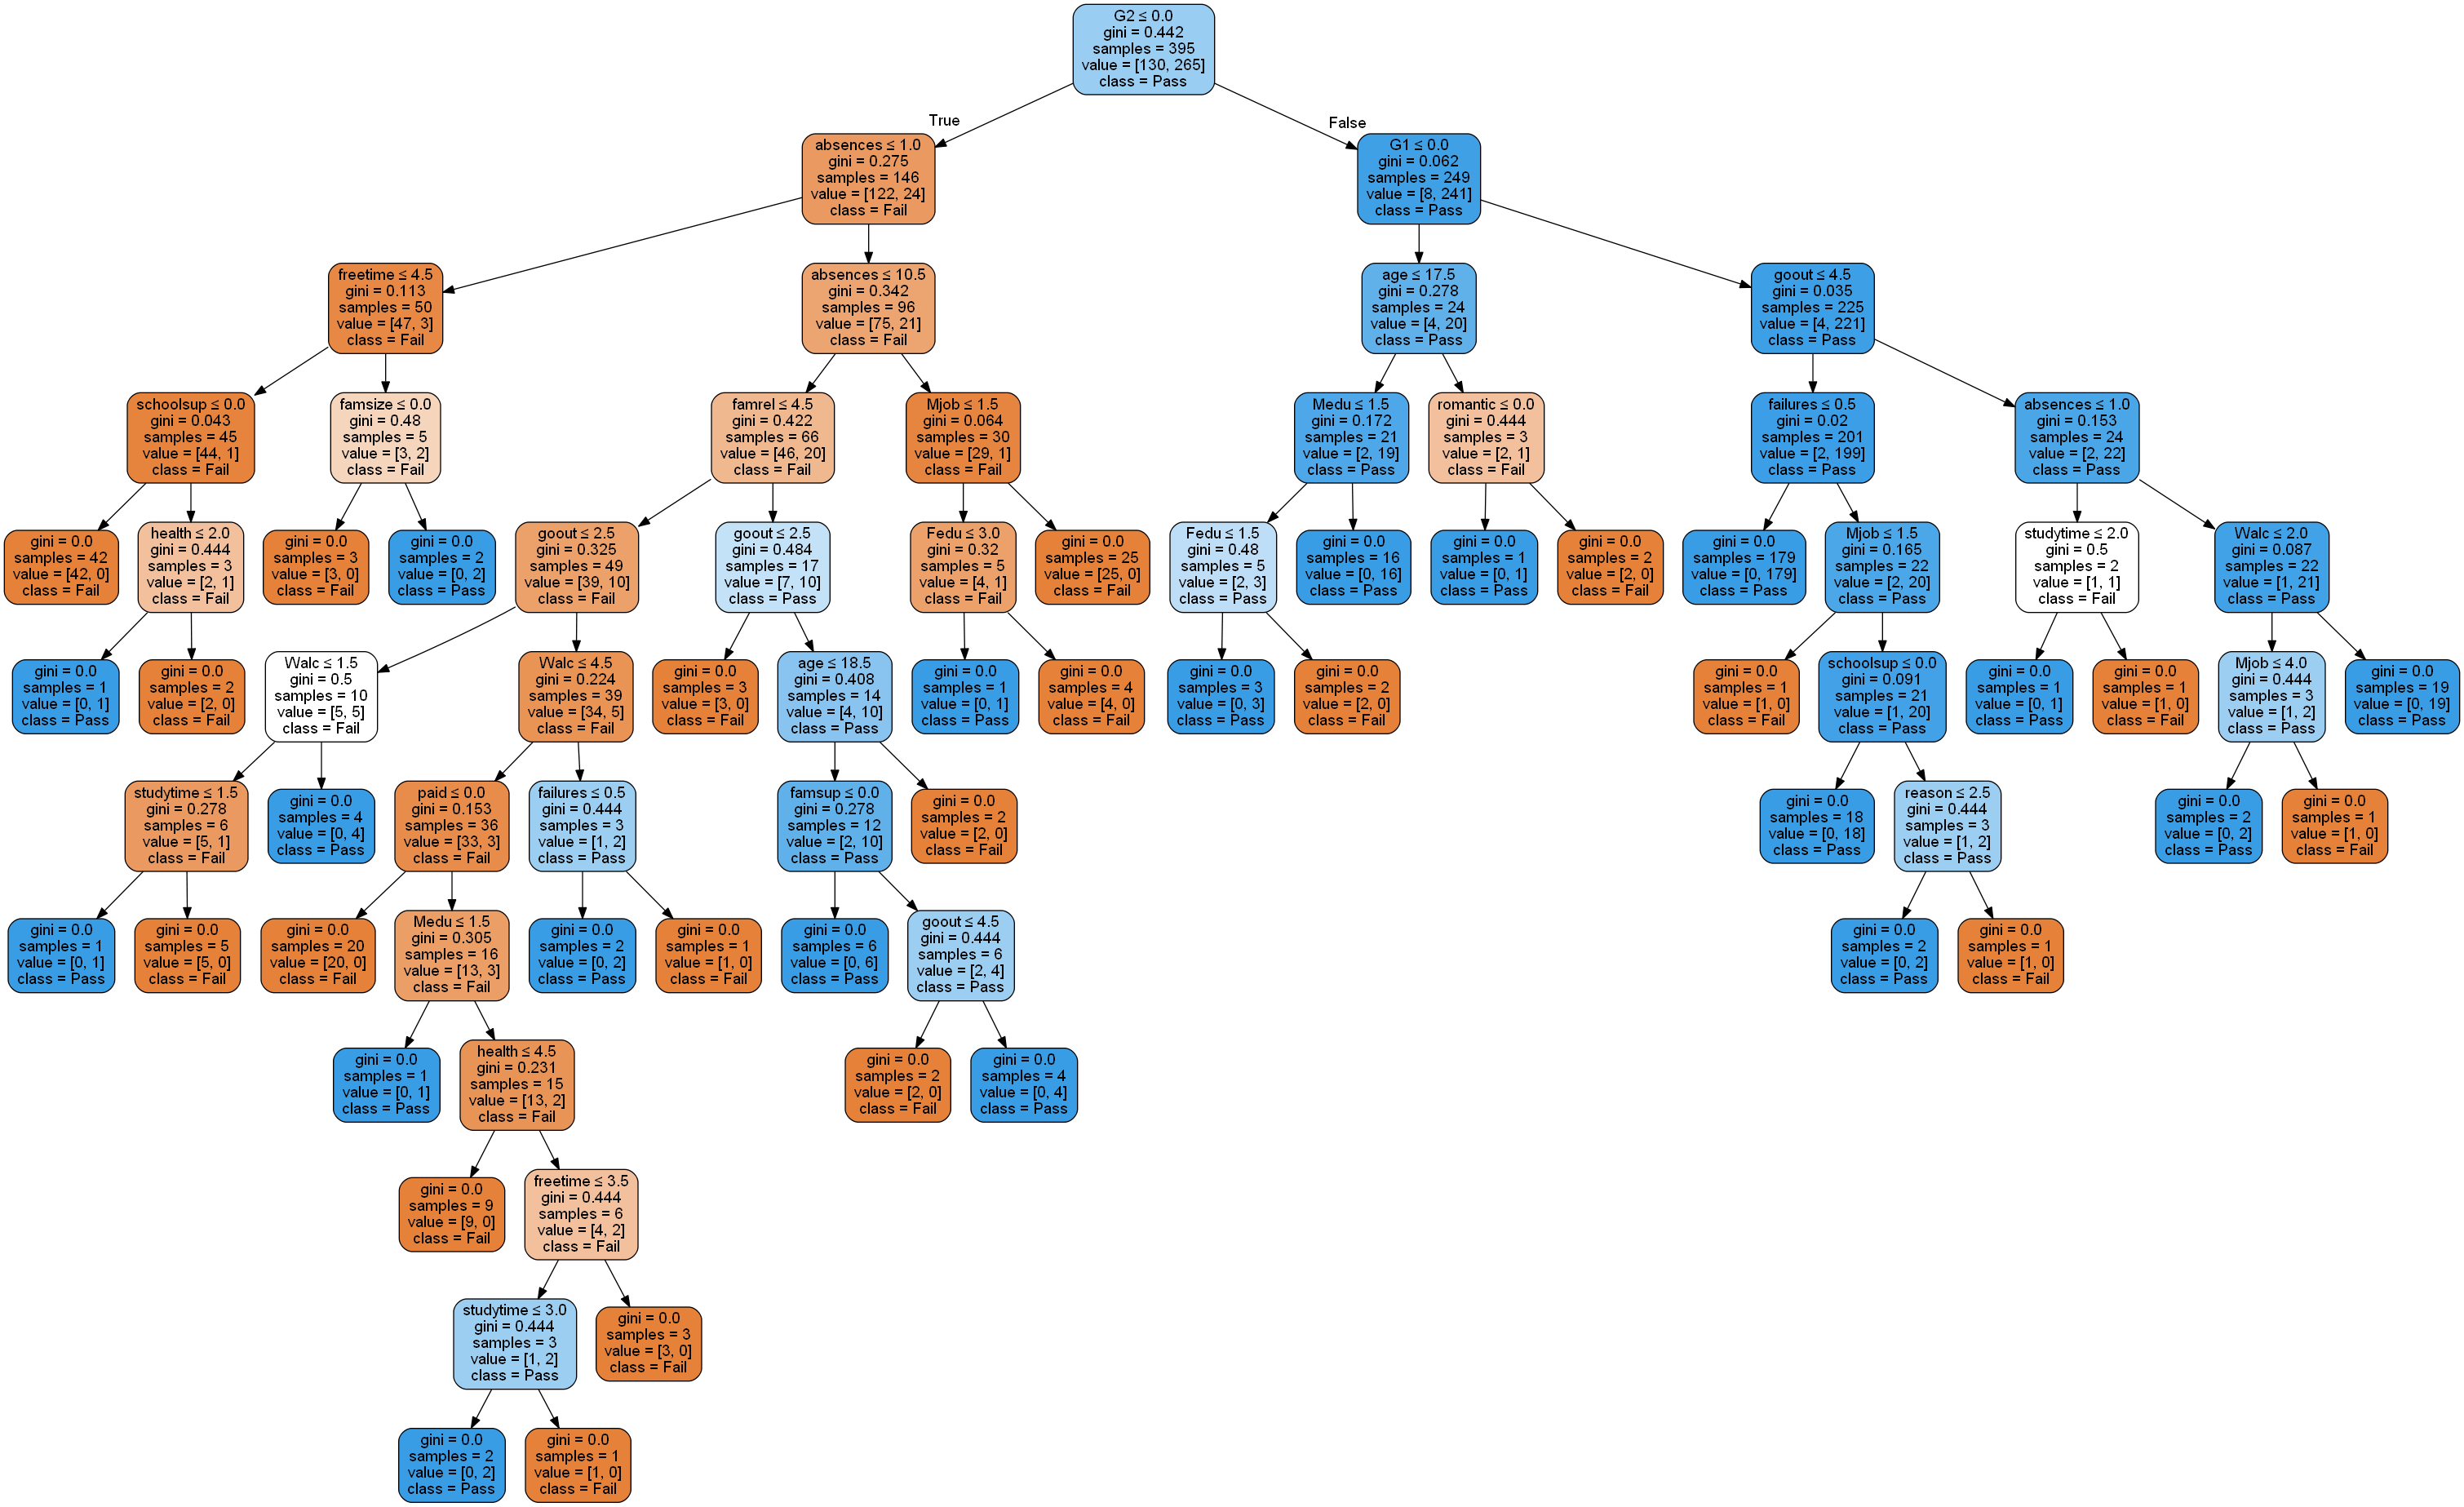 G2 ≤ 0.0
gini = 0.442
samples = 395
value = [130, 265]
class = Pass
True
False
absences ≤ 1.0
gini = 0.275
samples = 146
value = [122, 24]
class = Fail
G1 ≤ 0.0
gini = 0.062
samples = 249
value = [8, 241]
class = Pass
freetime ≤ 4.5
gini = 0.113
samples = 50
value = [47, 3]
class = Fail
absences ≤ 10.5
gini = 0.342
samples = 96
value = [75, 21]
class = Fail
age ≤ 17.5
gini = 0.278
samples = 24
value = [4, 20]
class = Pass
goout ≤ 4.5
gini = 0.035
samples = 225
value = [4, 221]
class = Pass
schoolsup ≤ 0.0
gini = 0.043
samples = 45
value = [44, 1]
class = Fail
famsize ≤ 0.0
gini = 0.48
samples = 5
value = [3, 2]
class = Fail
famrel ≤ 4.5
gini = 0.422
samples = 66
value = [46, 20]
class = Fail
Mjob ≤ 1.5
gini = 0.064
samples = 30
value = [29, 1]
class = Fail
Medu ≤ 1.5
gini = 0.172
samples = 21
value = [2, 19]
class = Pass
romantic ≤ 0.0
gini = 0.444
samples = 3
value = [2, 1]
class = Fail
failures ≤ 0.5
gini = 0.02
samples = 201
value = [2, 199]
class = Pass
absences ≤ 1.0
gini = 0.153
samples = 24
value = [2, 22]
class = Pass
gini = 0.0
samples = 42
value = [42, 0]
class = Fail
health ≤ 2.0
gini = 0.444
samples = 3
value = [2, 1]
class = Fail
gini = 0.0
samples = 3
value = [3, 0]
class = Fail
gini = 0.0
samples = 2
value = [0, 2]
class = Pass
goout ≤ 2.5
gini = 0.325
samples = 49
value = [39, 10]
class = Fail
goout ≤ 2.5
gini = 0.484
samples = 17
value = [7, 10]
class = Pass
Fedu ≤ 3.0
gini = 0.32
samples = 5
value = [4, 1]
class = Fail
gini = 0.0
samples = 25
value = [25, 0]
class = Fail
Fedu ≤ 1.5
gini = 0.48
samples = 5
value = [2, 3]
class = Pass
gini = 0.0
samples = 16
value = [0, 16]
class = Pass
gini = 0.0
samples = 1
value = [0, 1]
class = Pass
gini = 0.0
samples = 2
value = [2, 0]
class = Fail
gini = 0.0
samples = 179
value = [0, 179]
class = Pass
Mjob ≤ 1.5
gini = 0.165
samples = 22
value = [2, 20]
class = Pass
studytime ≤ 2.0
gini = 0.5
samples = 2
value = [1, 1]
class = Fail
Walc ≤ 2.0
gini = 0.087
samples = 22
value = [1, 21]
class = Pass
gini = 0.0
samples = 1
value = [0, 1]
class = Pass
gini = 0.0
samples = 2
value = [2, 0]
class = Fail
Walc ≤ 1.5
gini = 0.5
samples = 10
value = [5, 5]
class = Fail
Walc ≤ 4.5
gini = 0.224
samples = 39
value = [34, 5]
class = Fail
gini = 0.0
samples = 3
value = [3, 0]
class = Fail
age ≤ 18.5
gini = 0.408
samples = 14
value = [4, 10]
class = Pass
gini = 0.0
samples = 1
value = [0, 1]
class = Pass
gini = 0.0
samples = 4
value = [4, 0]
class = Fail
gini = 0.0
samples = 3
value = [0, 3]
class = Pass
gini = 0.0
samples = 2
value = [2, 0]
class = Fail
gini = 0.0
samples = 1
value = [1, 0]
class = Fail
schoolsup ≤ 0.0
gini = 0.091
samples = 21
value = [1, 20]
class = Pass
gini = 0.0
samples = 1
value = [0, 1]
class = Pass
gini = 0.0
samples = 1
value = [1, 0]
class = Fail
Mjob ≤ 4.0
gini = 0.444
samples = 3
value = [1, 2]
class = Pass
gini = 0.0
samples = 19
value = [0, 19]
class = Pass
studytime ≤ 1.5
gini = 0.278
samples = 6
value = [5, 1]
class = Fail
gini = 0.0
samples = 4
value = [0, 4]
class = Pass
paid ≤ 0.0
gini = 0.153
samples = 36
value = [33, 3]
class = Fail
failures ≤ 0.5
gini = 0.444
samples = 3
value = [1, 2]
class = Pass
famsup ≤ 0.0
gini = 0.278
samples = 12
value = [2, 10]
class = Pass
gini = 0.0
samples = 2
value = [2, 0]
class = Fail
gini = 0.0
samples = 18
value = [0, 18]
class = Pass
reason ≤ 2.5
gini = 0.444
samples = 3
value = [1, 2]
class = Pass
gini = 0.0
samples = 2
value = [0, 2]
class = Pass
gini = 0.0
samples = 1
value = [1, 0]
class = Fail
gini = 0.0
samples = 1
value = [0, 1]
class = Pass
gini = 0.0
samples = 5
value = [5, 0]
class = Fail
gini = 0.0
samples = 20
value = [20, 0]
class = Fail
Medu ≤ 1.5
gini = 0.305
samples = 16
value = [13, 3]
class = Fail
gini = 0.0
samples = 2
value = [0, 2]
class = Pass
gini = 0.0
samples = 1
value = [1, 0]
class = Fail
gini = 0.0
samples = 6
value = [0, 6]
class = Pass
goout ≤ 4.5
gini = 0.444
samples = 6
value = [2, 4]
class = Pass
gini = 0.0
samples = 2
value = [0, 2]
class = Pass
gini = 0.0
samples = 1
value = [1, 0]
class = Fail
gini = 0.0
samples = 1
value = [0, 1]
class = Pass
health ≤ 4.5
gini = 0.231
samples = 15
value = [13, 2]
class = Fail
gini = 0.0
samples = 2
value = [2, 0]
class = Fail
gini = 0.0
samples = 4
value = [0, 4]
class = Pass
gini = 0.0
samples = 9
value = [9, 0]
class = Fail
freetime ≤ 3.5
gini = 0.444
samples = 6
value = [4, 2]
class = Fail
studytime ≤ 3.0
gini = 0.444
samples = 3
value = [1, 2]
class = Pass
gini = 0.0
samples = 3
value = [3, 0]
class = Fail
gini = 0.0
samples = 2
value = [0, 2]
class = Pass
gini = 0.0
samples = 1
value = [1, 0]
class = Fail